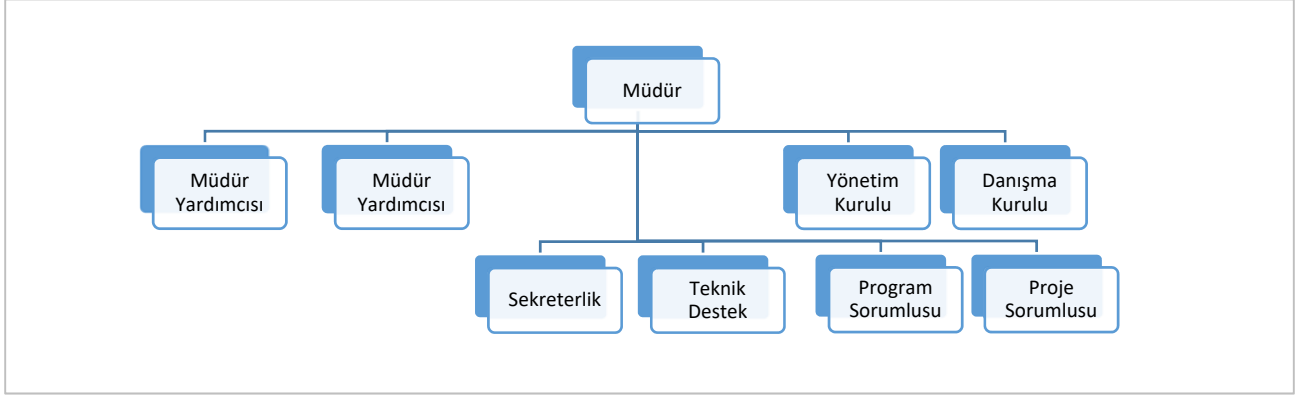 Müdür
Müdür
Yardımcısı
Müdür
Yardımcısı
Yönetim
Kurulu
Danışma
Kurulu
Sekreterlik
Teknik
Destek
Program
Sorumlusu
Proje
Sorumlusu